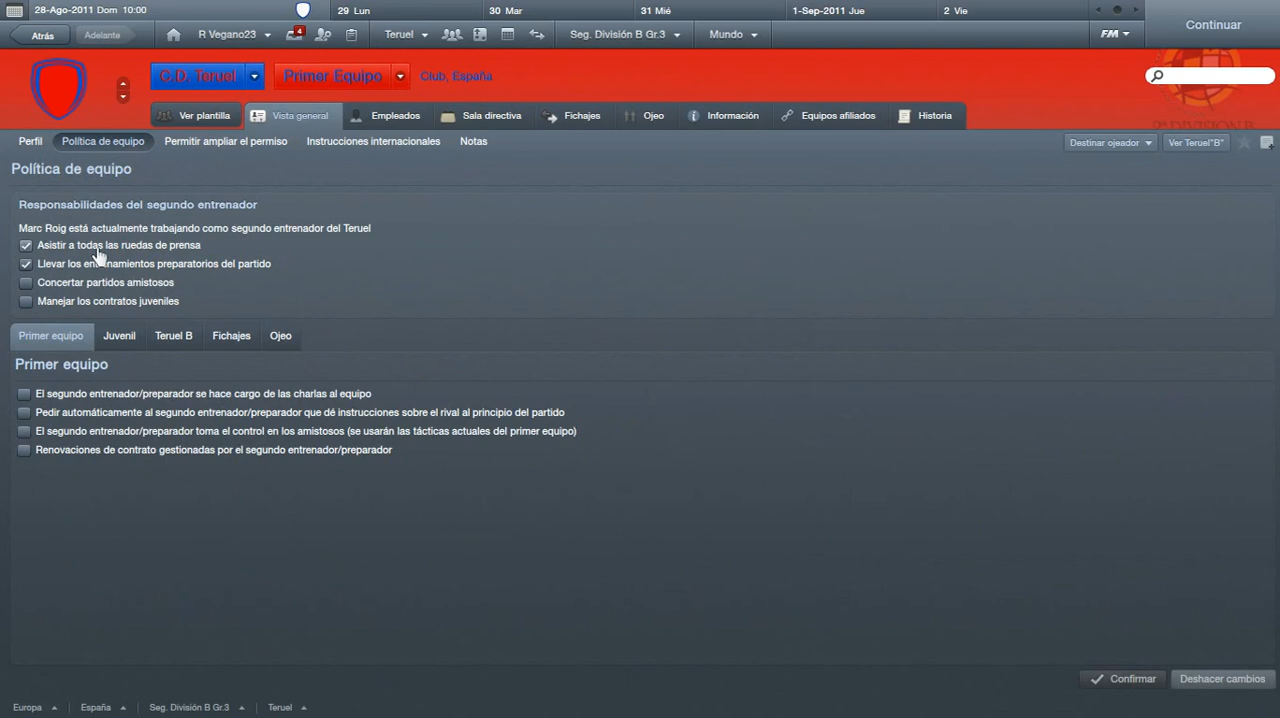 28-Ago-2011 Dom 10:00
29 Lun
30 Mar
31 Mié
1-Sep-2011 Jue
2 Vie
Continuar
Atrás
Adelante
R Vegano23
4
Teruel
Seg. División B Gr.3
Mundo
FM
C.D. Teruel
Primer Equipo
Club, España
Ver plantilla
Vista general
Empleados
Sala directiva
Fichajes
Ojeo
Información
Equipos afiliados
Historia
Perfil
Política de equipo
Permitir ampliar el permiso
Instrucciones internacionales
Notas
Destinar ojeador
Ver Teruel"B"
Política de equipo
Responsabilidades del segundo entrenador
Marc Roig está actualmente trabajando como segundo entrenador del Teruel
Asistir a todas las ruedas de prensa
Llevar los entrenamientos preparatorios del partido
Concertar partidos amistosos
Manejar los contratos juveniles
Primer equipo
Juvenil
Teruel B
Fichajes
Ojeo
Primer equipo
El segundo entrenador/preparador se hace cargo de las charlas al equipo
Pedir automáticamente al segundo entrenador/preparador que dé instrucciones sobre el rival al principio del partido
El segundo entrenador/preparador toma el control en los amistosos (se usarán las tácticas actuales del primer equipo)
Renovaciones de contrato gestionadas por el segundo entrenador/preparador
Confirmar
Deshacer cambios
Europa
España
Seg. División B Gr.3
Teruel